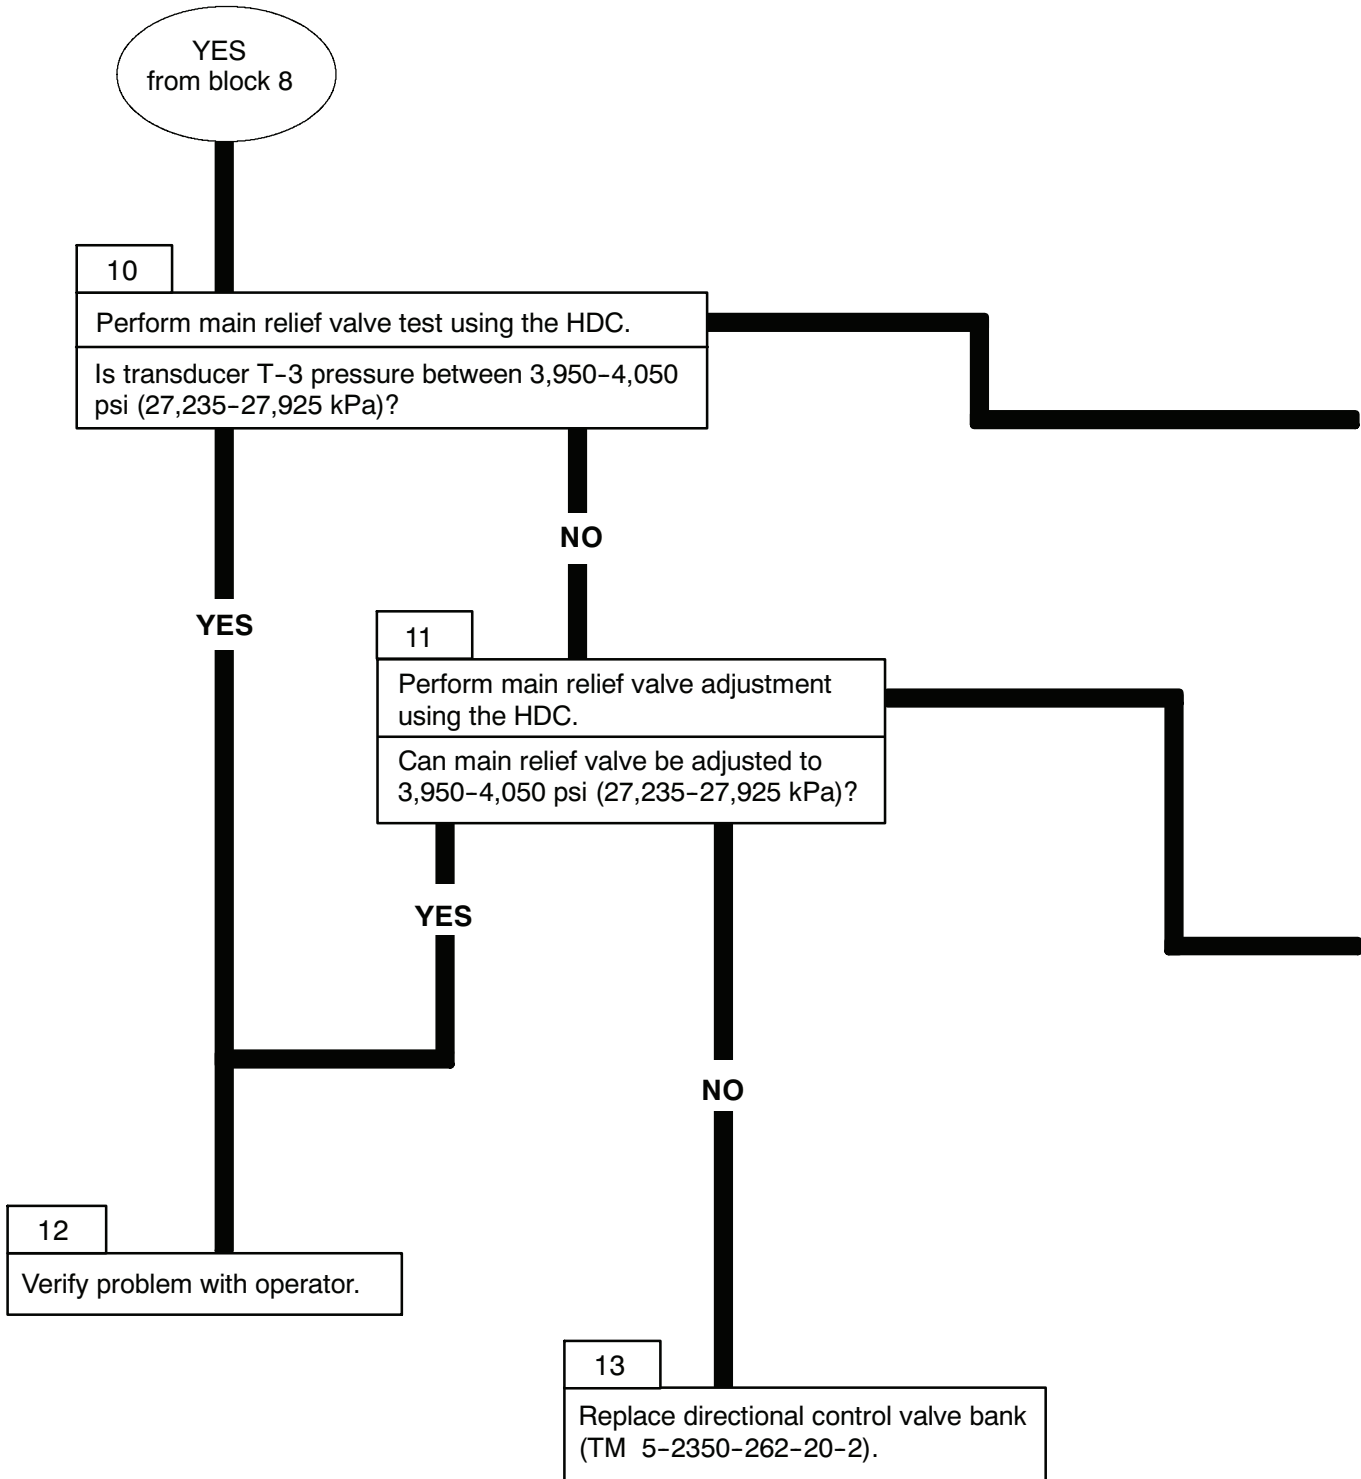 YES
from block 8
10
Perform main relief valve test using the HDC.
Is transducer T-3 pressure between 3,950-4,050
psi (27,235-27,925 kPa)?
NO
YES
11
Perform main relief valve adjustment
using the HDC.
Can main relief valve be adjusted to
3,950-4,050 psi (27,235-27,925 kPa)?
YES
NO
12
Verify problem with operator.
13
Replace directional control valve bank
(TM 5-2350-262-20-2).